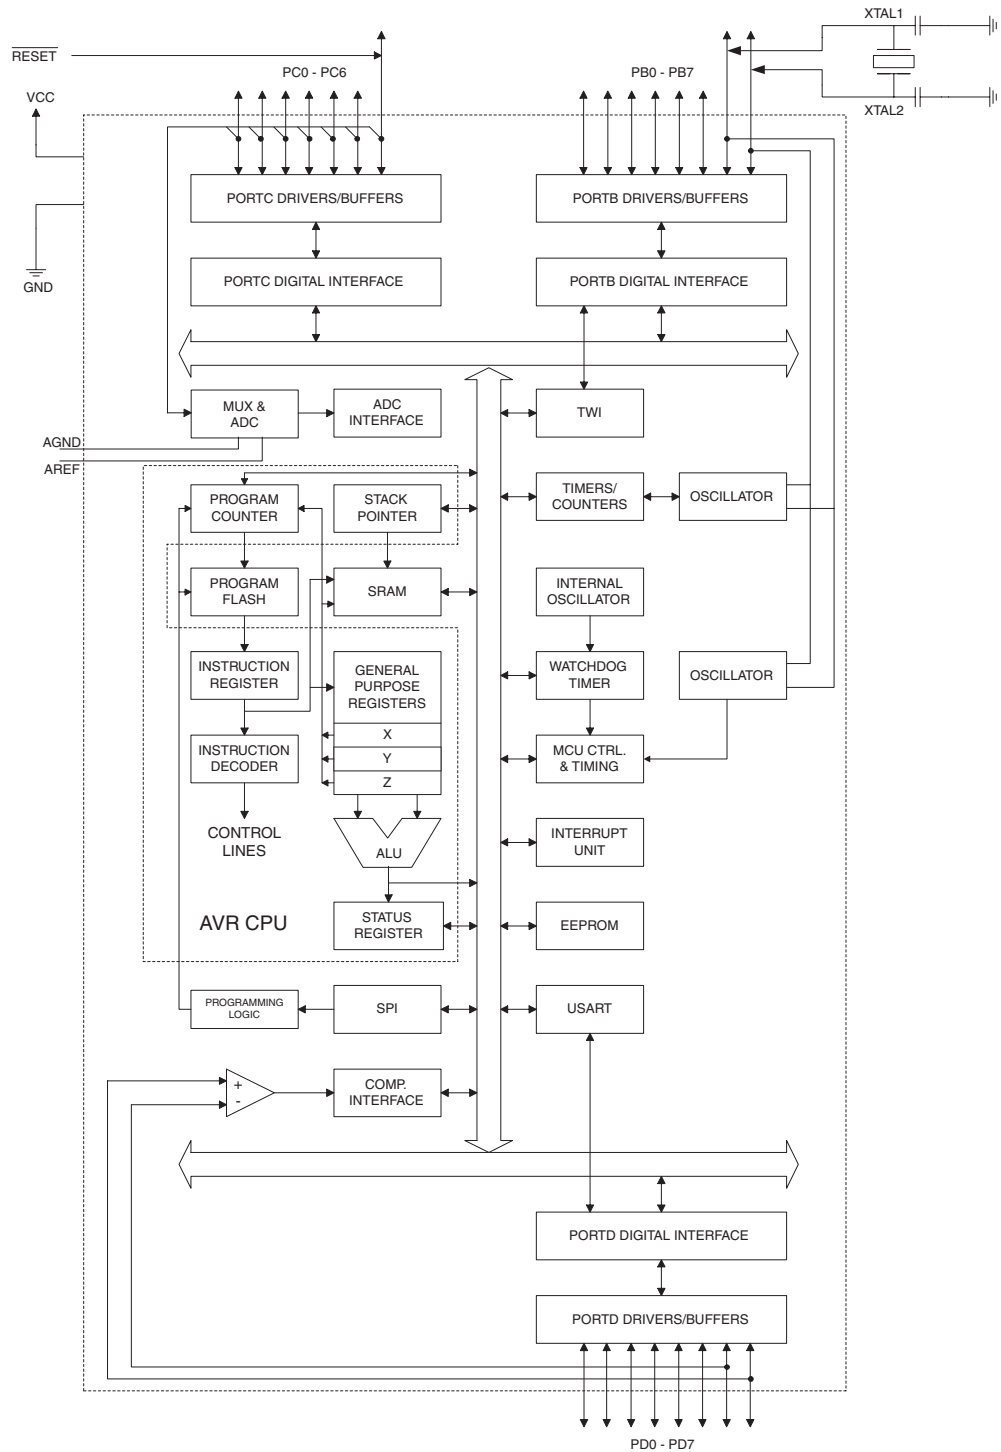 XTAL1
RESET
PC0 - PC6
PB0 - PB7
VCC
XTAL2
PORTC DRIVERS/BUFFERS
PORTB DRIVERS/BUFFERS
PORTC DIGITAL INTERFACE
PORTB DIGITAL INTERFACE
GND
MUX &
ADC
ADC
INTERFACE
TWI
AGND
AREF
PROGRAM
COUNTER
STACK
POINTER
TIMERS/
COUNTERS
OSCILLATOR
PROGRAM
FLASH
SRAM
INTERNAL
OSCILLATOR
INSTRUCTION
REGISTER
GENERAL
PURPOSE
REGISTERS
WATCHDOG
TIMER
OSCILLATOR
X
Y
Z
INSTRUCTION
DECODER
MCU CTRL.
& TIMING
CONTROL
LINES
ALU
INTERRUPT
UNIT
AVR CPU
STATUS
REGISTER
EEPROM
PROGRAMMING
LOGIC
SPI
USART
+
-
COMP.
INTERFACE
PORTD DIGITAL INTERFACE
PORTD DRIVERS/BUFFERS
PD0 - PD7